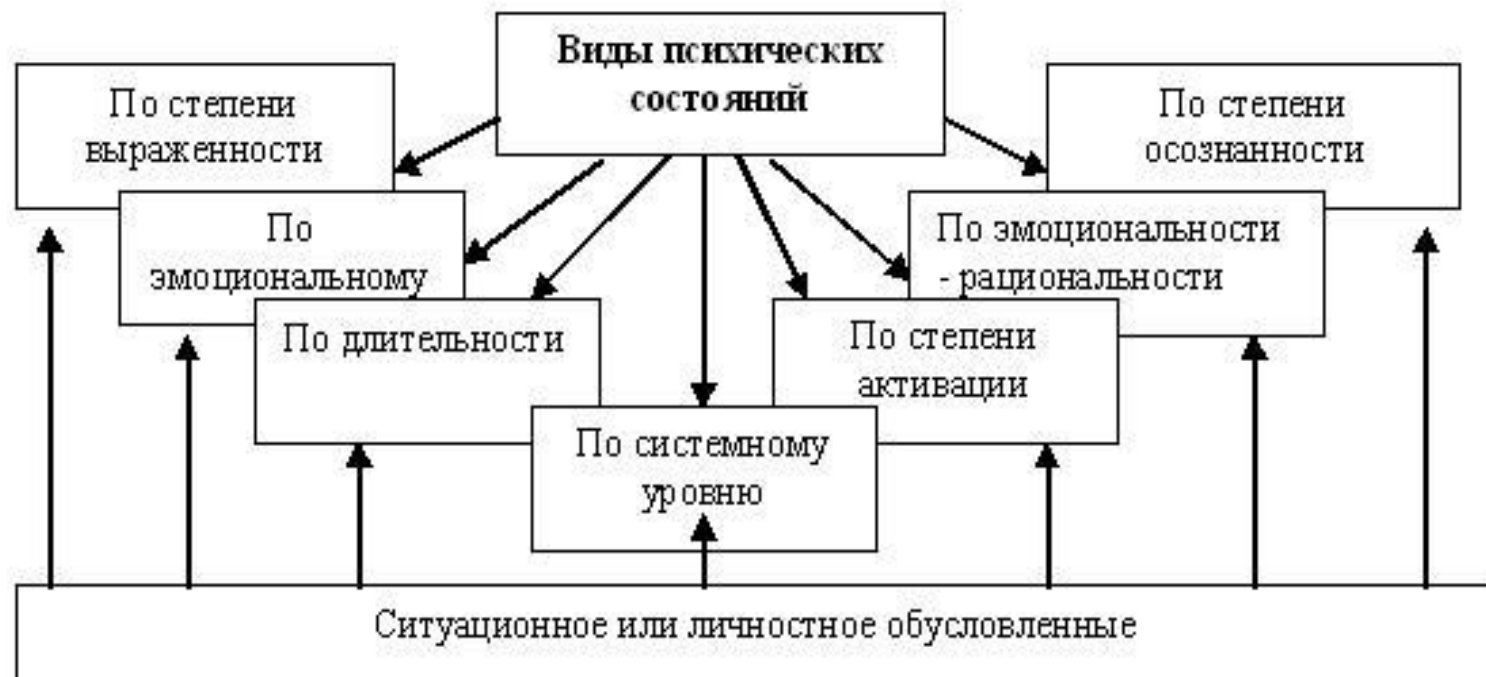 Виды психических
состояний
По степени
выраженности
По степени
осознанности
По
эмоциональному
По эмоциональности
- рациональности
По длительности
По степени
активации
По системному
уровню
Ситуационное или личностное обусловленные